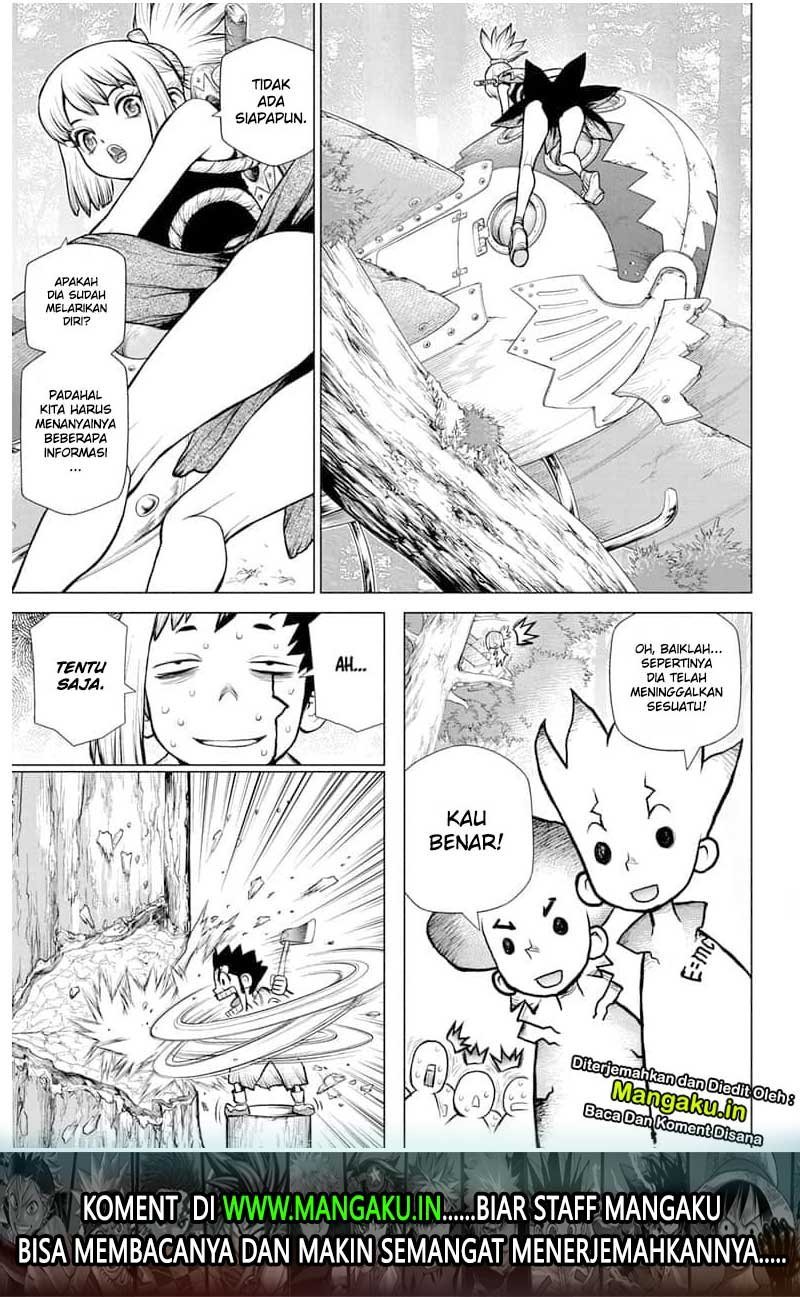 TIDAK
ADA
SIAPAPUN.
APAKAH
DIA SUDAH
MELARIKAN
DIRI?
PADAHAL
KITA HARUS
MENANYAINYA
BEBERAPA
INFORMASI
...
OH, BAIKLAH...
SEPERTINYA
DIA TELAH
MENINGGALKAN
SESUATU!
KAU
BENAR!
E=mc²
AH...
TENTU
SAJA.
Diterjemahkan dan Diedit Oleh :
Mangaku.in
Baca Dan Koment Disana
KOMENT DI WWW.MANGAKU.IN......BIAR STAFF MANGAKU
BISA MEMBACANYA DAN MAKIN SEMANGAT MENERJEMAHKANNYA.....